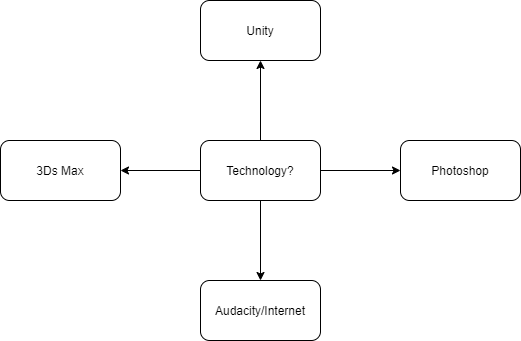 Unity
3Ds Max
Technology?
Photoshop
Audacity/Internet